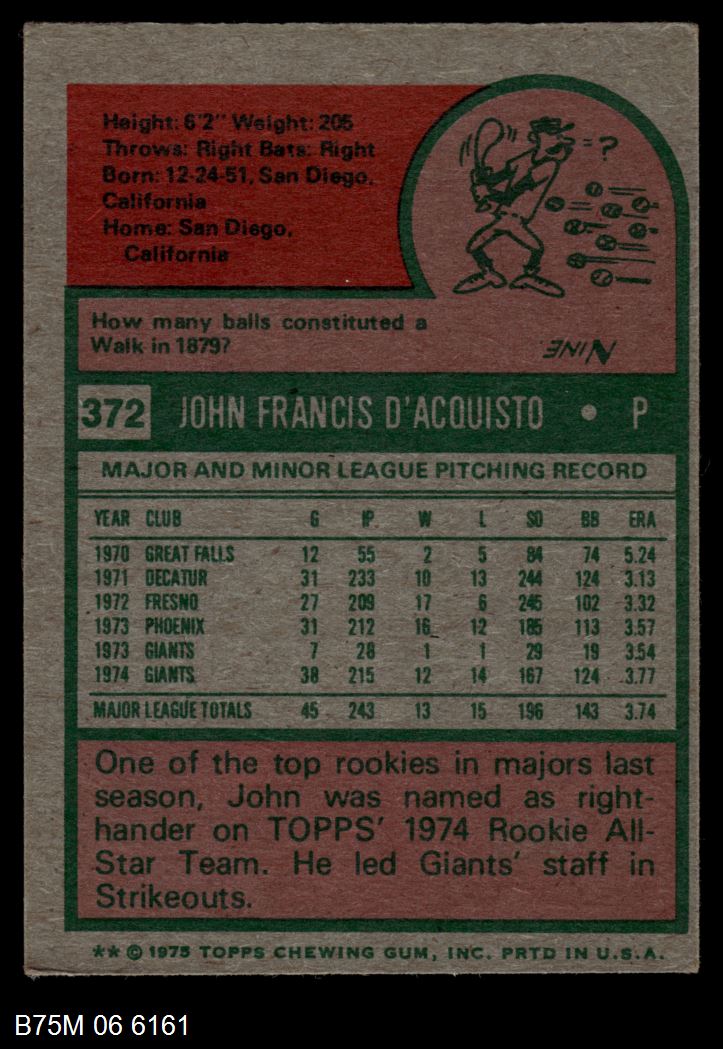 Height: 6'2" Weight: 205
Throws: Right Bats: Right
Born: 12-24-51, San Diego,
California
Home: San Diego,
California
= ?
How many balls constituted a
Walk in 1879?
NINE
372 JOHN FRANCIS D'ACQUISTO • P
MAJOR AND MINOR LEAGUE PITCHING RECORD
YEAR CLUB G IP W L SO BB ERA
1970 GREAT FALLS 12 55 2 5 84 74 5.24
1971 DECATUR 31 233 10 13 244 124 3.13
1972 FRESNO 27 209 17 6 245 102 3.32
1973 PHOENIX 31 212 16 12 185 113 3.57
1973 GIANTS 7 28 1 1 29 19 3.54
1974 GIANTS 38 215 12 14 167 124 3.77
MAJOR LEAGUE TOTALS 45 243 13 15 196 143 3.74
One of the top rookies in majors last
season, John was named as right-
hander on TOPPS' 1974 Rookie All-
Star Team. He led Giants' staff in
Strikeouts.
** © 1975 TOPPS CHEWING GUM, INC. PRTD IN U.S.A.
B75M 06 6161